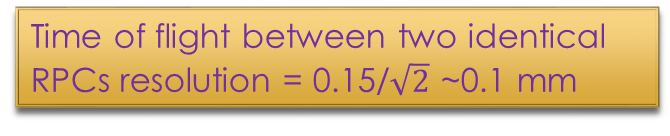 Time of flight between two identical
RPCs resolution = 0.15/√2 ~0.1 mm